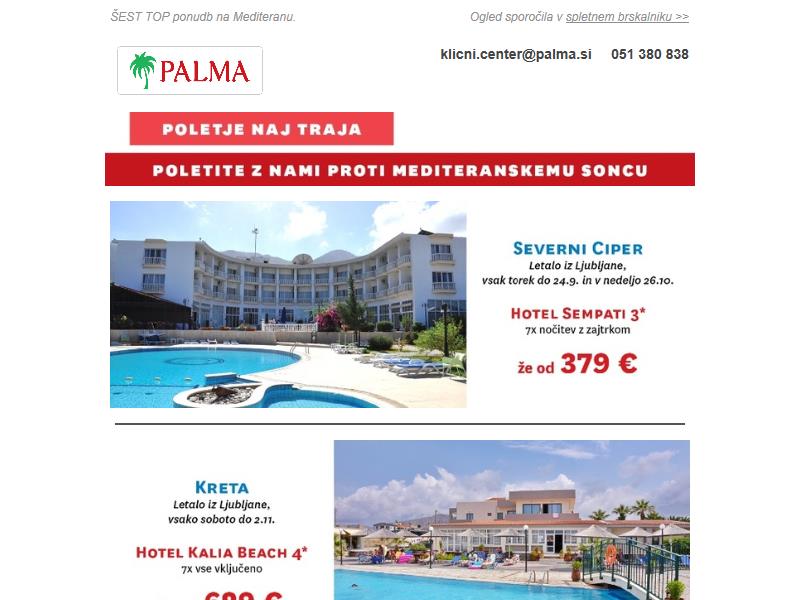 ŠEST TOP ponudb na Mediteranu.
Ogled sporočila v spletnem brskalniku >>
PALMA
klicni.center@palma.si 051 380 838
POLETJE NAJ TRAJA
POLETITE Z NAMI PROTI MEDITERANSKEMU SONCU
SEVERNI CIPER
Letalo iz Ljubljane,
vsak torek do 24.9. in v nedeljo 26.10.
HOTEL SEMPATI 3*
7x nočitev z zajtrkom
že od 379 €
KRETA
Letalo iz Ljubljane,
vsako soboto do 2.11.
HOTEL KALIA BEACH 4*
7x vse vključeno